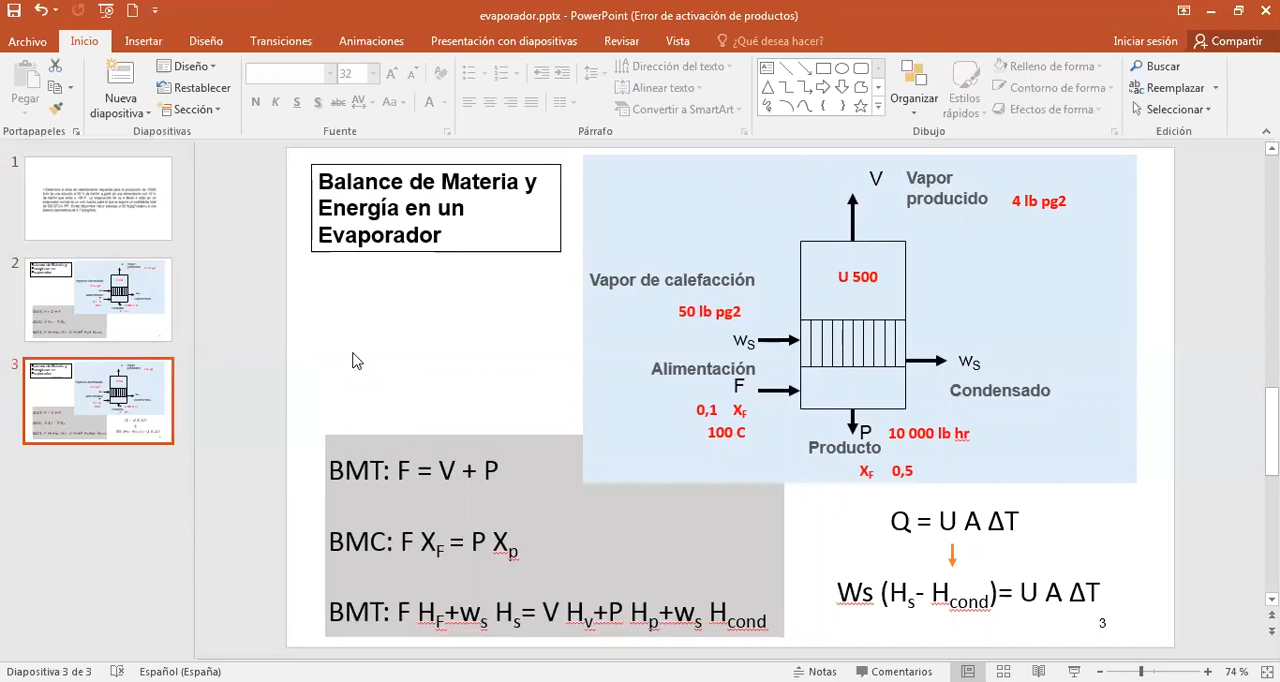 evaporador.pptx - PowerPoint (Error de activación de productos)
Archivo Inicio Insertar Diseño Transiciones Animaciones Presentación con diapositivas Revisar Vista ¿Qué desea hacer? Iniciar sesión Compartir
Pegar
Nueva diapositiva
Diseño
Restablecer
Sección
32
N K S S abc AV Aa A
Dirección del texto
Alinear texto
Convertir a SmartArt
Organizar
Estilos rápidos
Relleno de forma
Contorno de forma
Efectos de forma
Buscar
Reemplazar
Seleccionar
Portapapeles Diapositivas Fuente Párrafo Dibujo Edición
1
2
3
Balance de Materia y
Energía en un
Evaporador
V Vapor
producido
4 lb pg2
Vapor de calefacción
U 500
50 lb pg2
wS
wS
Alimentación
Condensado
F
0,1 XF
100 C
P 10 000 lb hr
Producto
XF 0,5
BMT: F = V + P
BMC: F XF = P Xp
BMT: F HF+ws Hs= V Hv+P Hp+ws Hcond
Q = U A ΔT
Ws (Hs- Hcond)= U A ΔT
3
Diapositiva 3 de 3 Español (España) Notas Comentarios 74 %